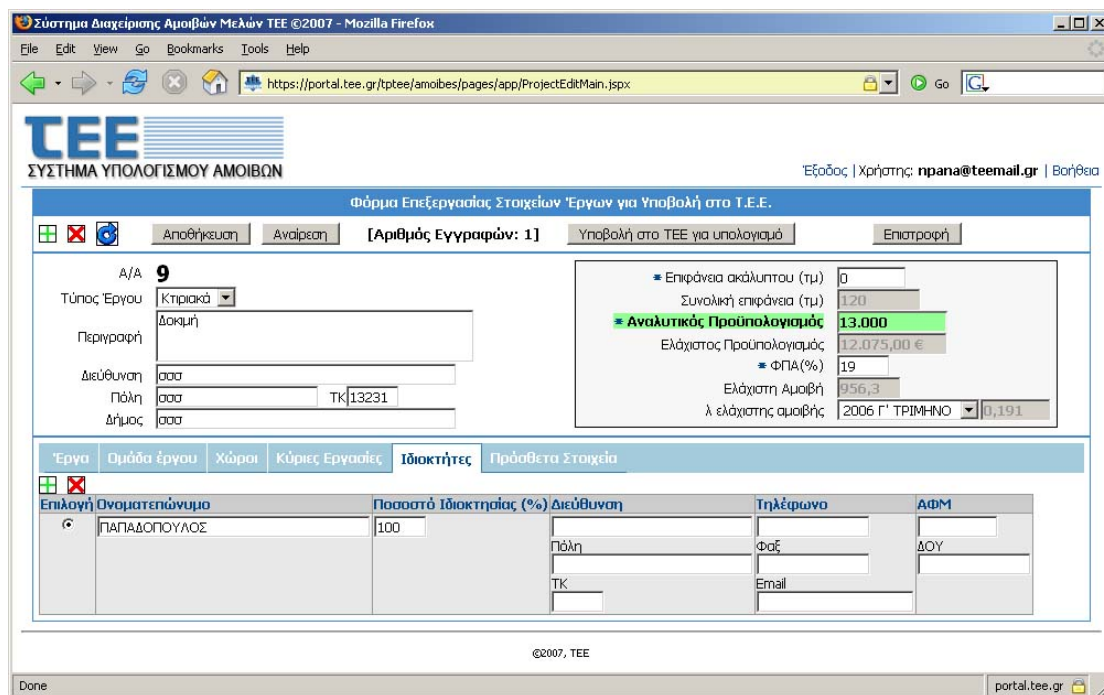 Σύστημα Διαχείρισης Αμοιβών Μελών ΤΕΕ ©2007 - Mozilla Firefox
File Edit View Go Bookmarks Tools Help
https://portal.tee.gr/tptee/amoibes/pages/app/ProjectEditMain.jspx Go G
ΤΕΕ
ΣΥΣΤΗΜΑ ΥΠΟΛΟΓΙΣΜΟΥ ΑΜΟΙΒΩΝ
Έξοδος | Χρήστης: npana@teemail.gr | Βοήθεια
Φόρμα Επεξεργασίας Στοιχείων Έργων για Υποβολή στο Τ.Ε.Ε.
Αποθήκευση Αναίρεση [Αριθμός Εγγραφών: 1] Υποβολή στο ΤΕΕ για υπολογισμό Επιστροφή
Α/Α 9
Τύπος Έργου Κτιριακά
Περιγραφή Δοκιμή
Διεύθυνση σσσ
Πόλη σσσ ΤΚ 13231
Δήμος σσσ
* Επιφάνεια ακάλυπτου (τμ) 0
Συνολική επιφάνεια (τμ) 120
* Αναλυτικός Προϋπολογισμός 13.000
Ελάχιστος Προϋπολογισμός 12.075,00 €
* ΦΠΑ(%) 19
Ελάχιστη Αμοιβή 956,3
λ ελάχιστης αμοιβής 2006 Γ' ΤΡΙΜΗΝΟ 0,191
Έργα Ομάδα έργου Χώροι Κύριες Εργασίες Ιδιοκτήτες Πρόσθετα Στοιχεία
Επιλογή Ονοματεπώνυμο Ποσοστό Ιδιοκτησίας (%) Διεύθυνση Τηλέφωνο ΑΦΜ
ΠΑΠΑΔΟΠΟΥΛΟΣ 100
Πόλη Φαξ ΔΟΥ
ΤΚ Email
©2007, TEE
Done portal.tee.gr